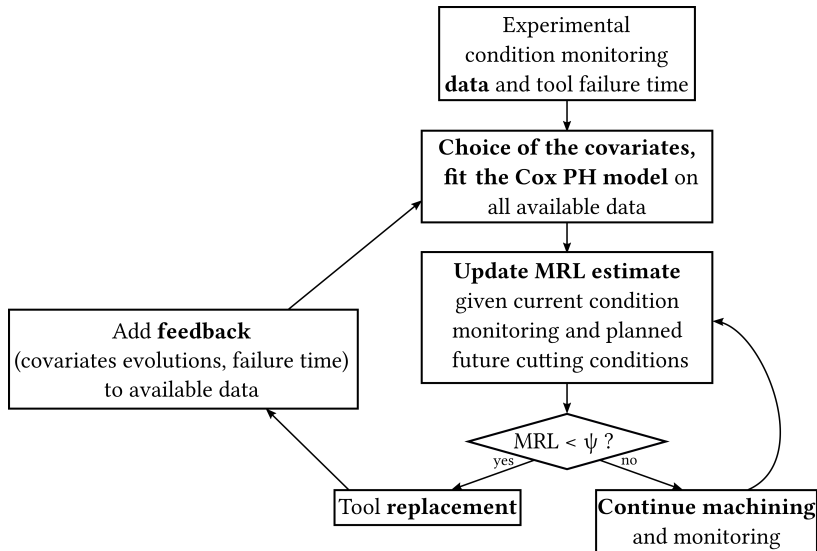 Experimental
condition monitoring
data and tool failure time
Choice of the covariates,
fit the Cox PH model on
all available data
Update MRL estimate
given current condition
monitoring and planned
future cutting conditions
Add feedback
(covariates evolutions, failure time)
to available data
MRL < ψ ?
yes
no
Tool replacement
Continue machining
and monitoring